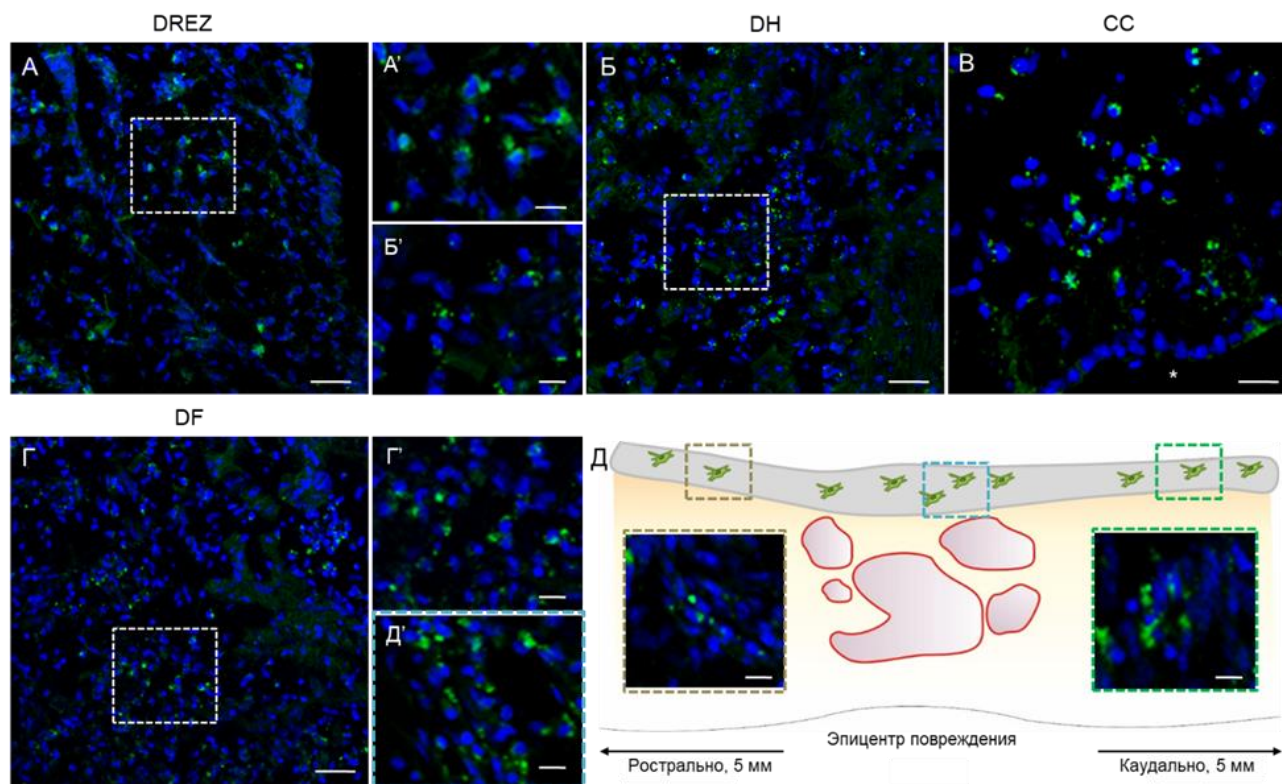 DREZ
DH
CC
А
А’
Б
В
Б’
*
DF
Г
Г’
Д
Д’
Эпицентр повреждения
Рострально, 5 мм
Каудально, 5 мм